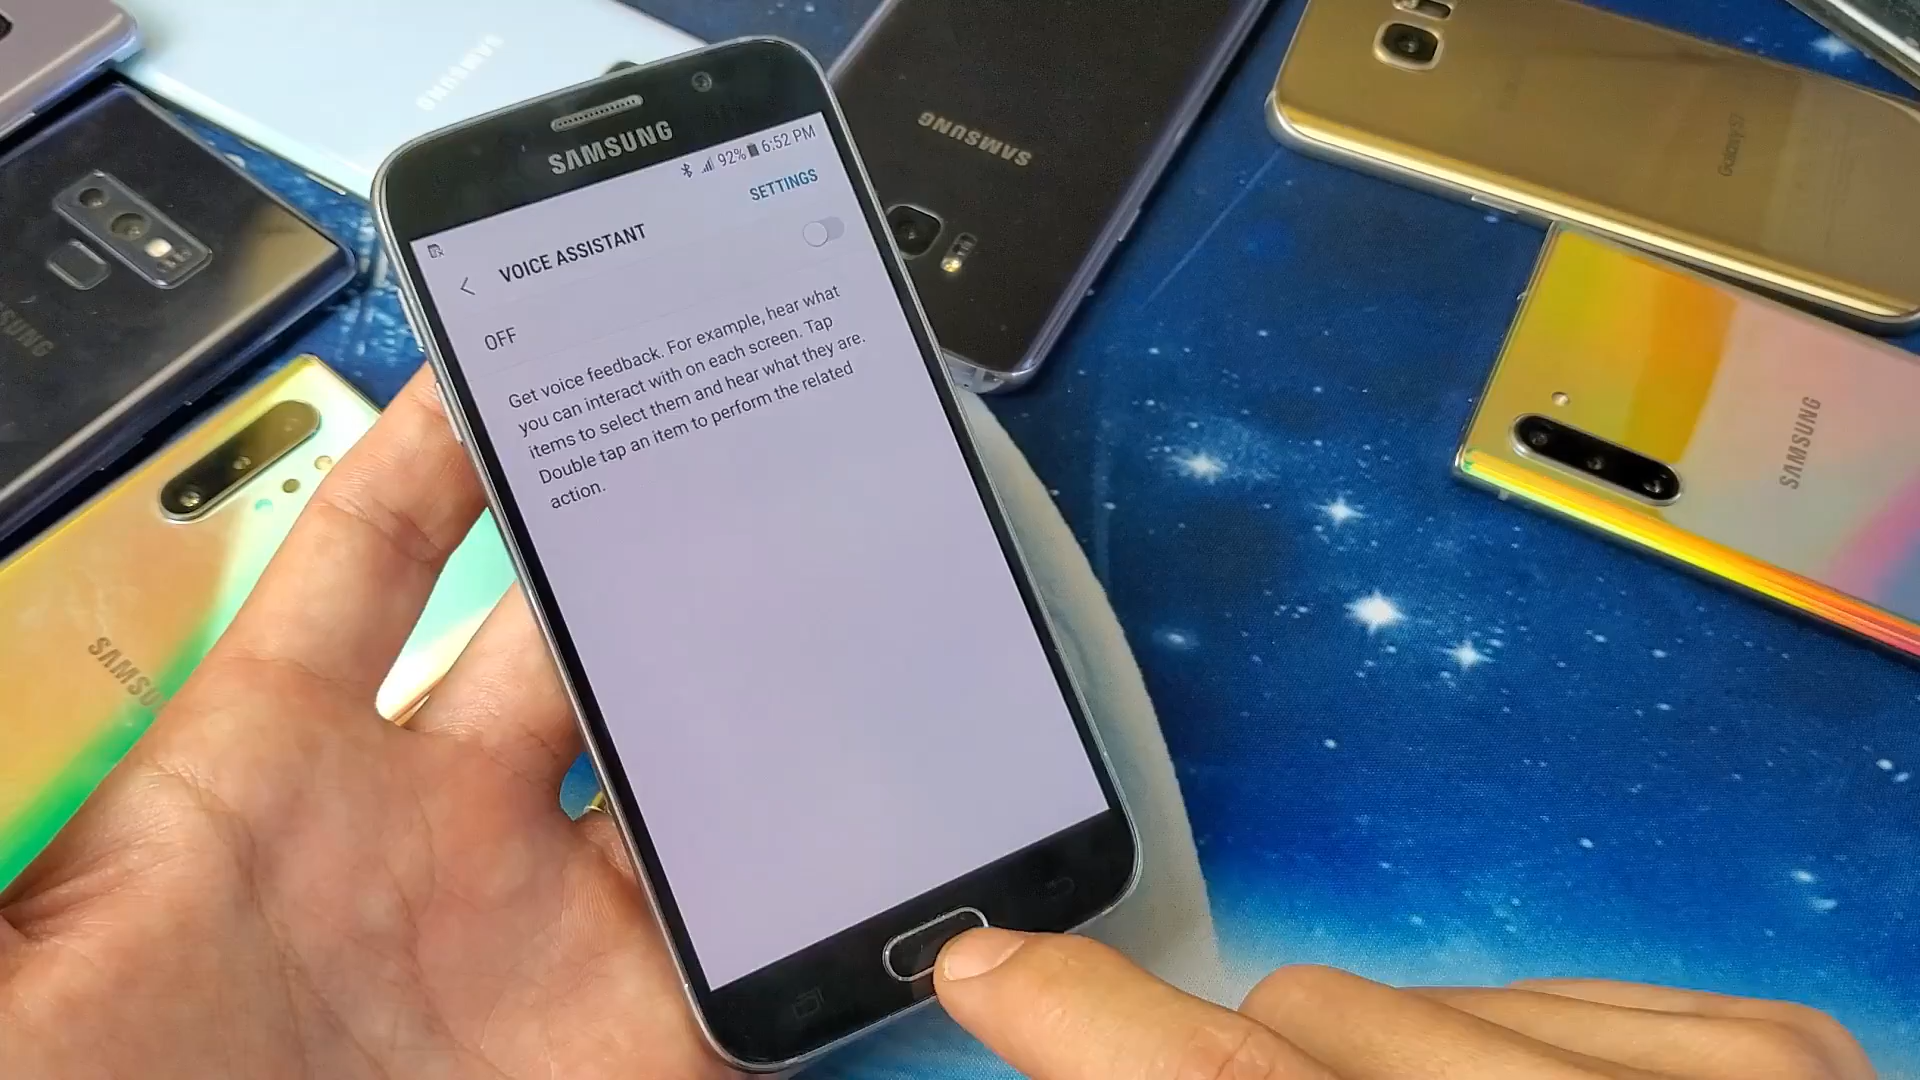 SAMSUNG
92% 6:52 PM
SETTINGS
VOICE ASSISTANT
OFF
Get voice feedback. For example, hear what
you can interact with on each screen. Tap
items to select them and hear what they are.
Double tap an item to perform the related
action.
SAMSUNG
SAMSUNG
Galaxy S7
SAMSUNG
SAMSUNG